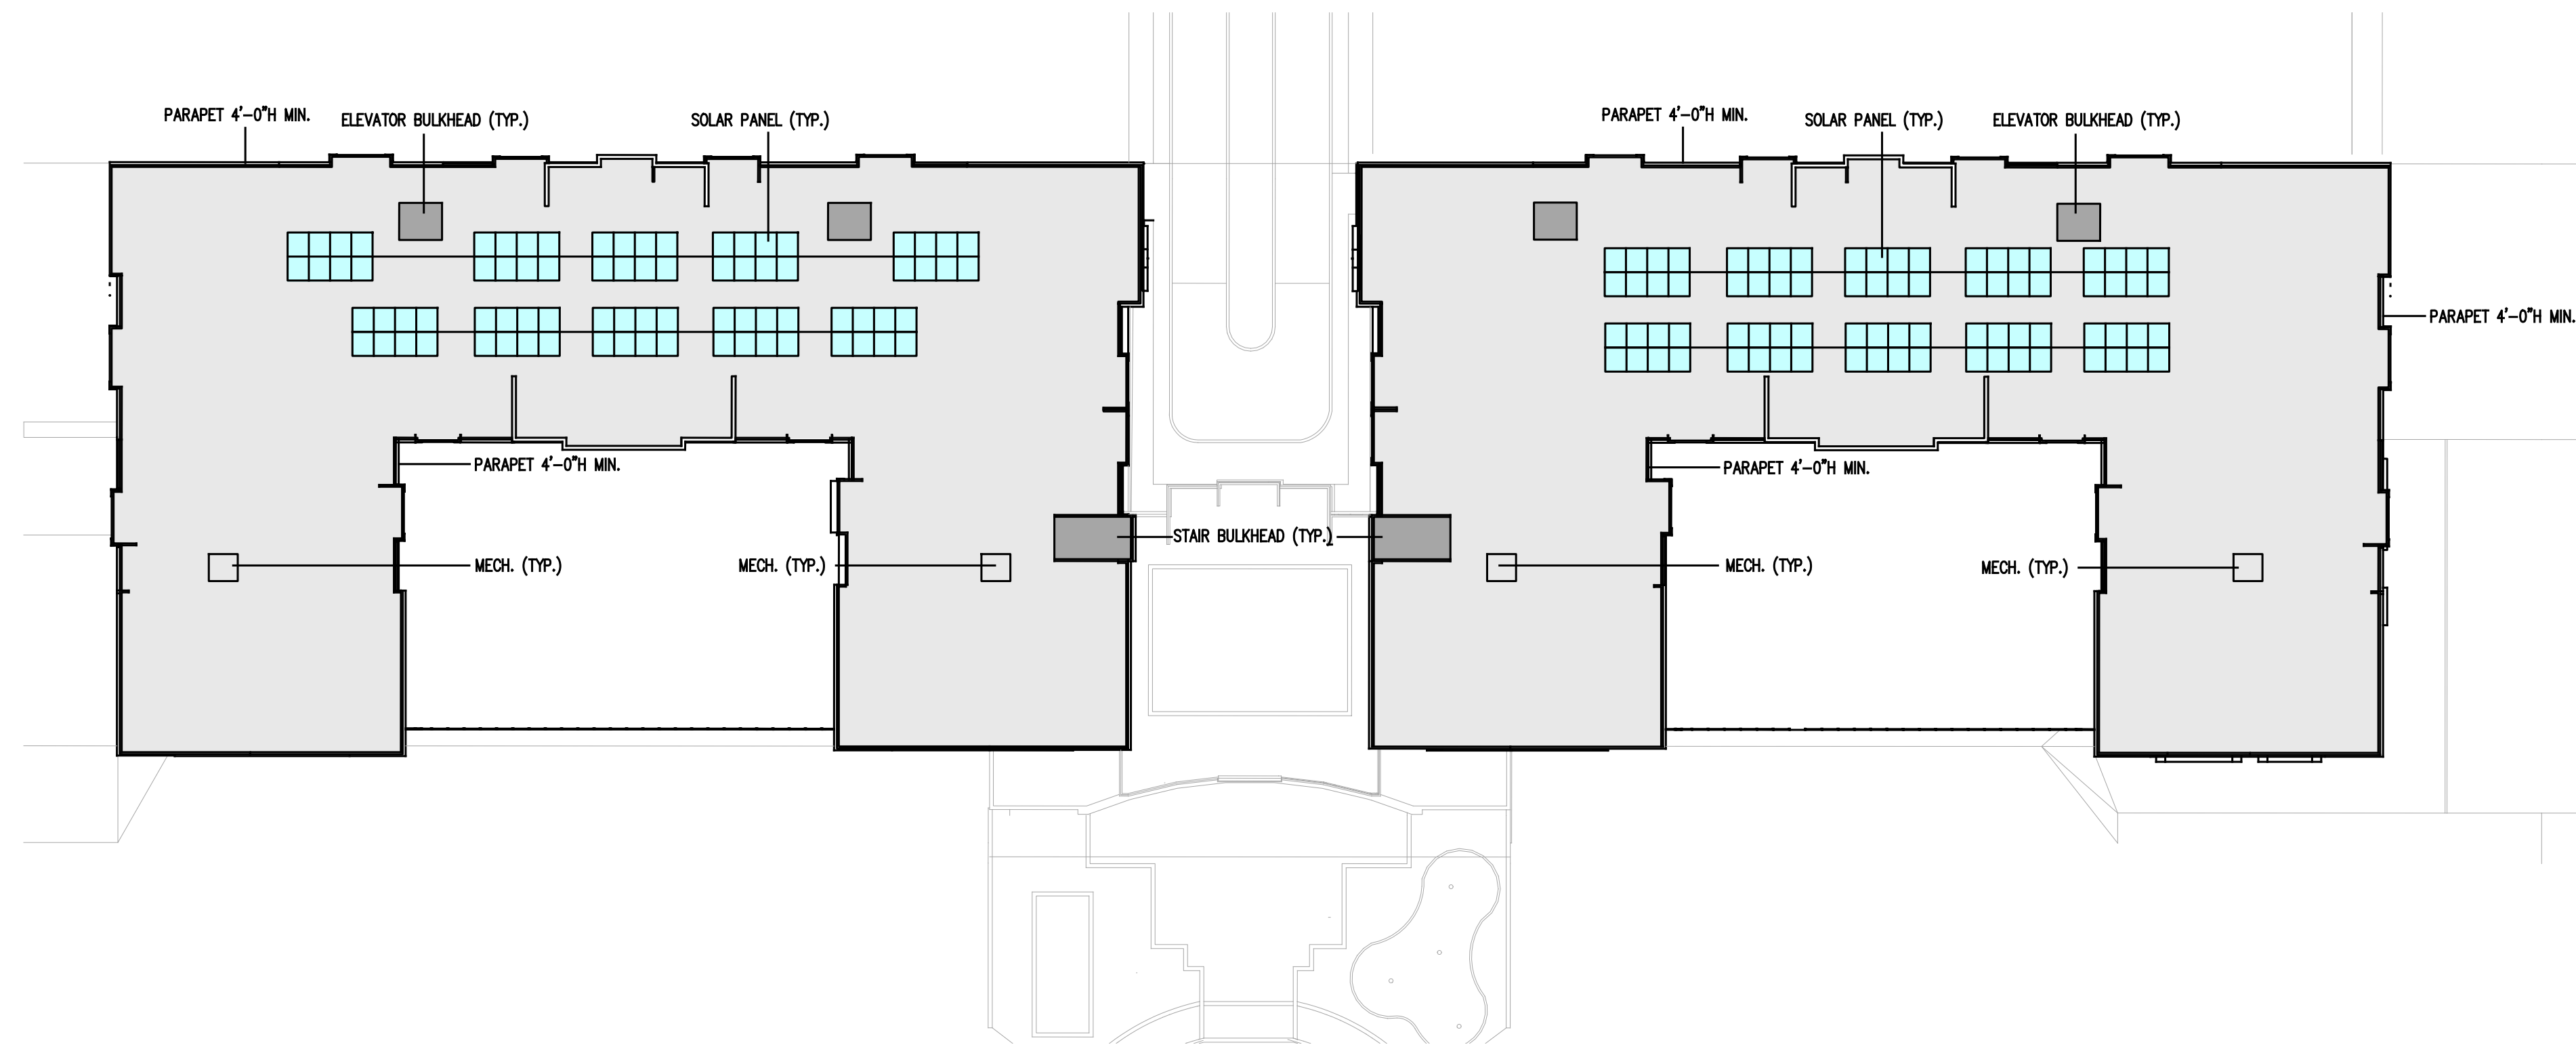 PARAPET 4'-0"H MIN.
ELEVATOR BULKHEAD (TYP.)
SOLAR PANEL (TYP.)
PARAPET 4'-0"H MIN.
SOLAR PANEL (TYP.)
ELEVATOR BULKHEAD (TYP.)
PARAPET 4'-0"H MIN.
PARAPET 4'-0"H MIN.
PARAPET 4'-0"H MIN.
STAIR BULKHEAD (TYP.)
MECH. (TYP.)
MECH. (TYP.)
MECH. (TYP.)
MECH. (TYP.)